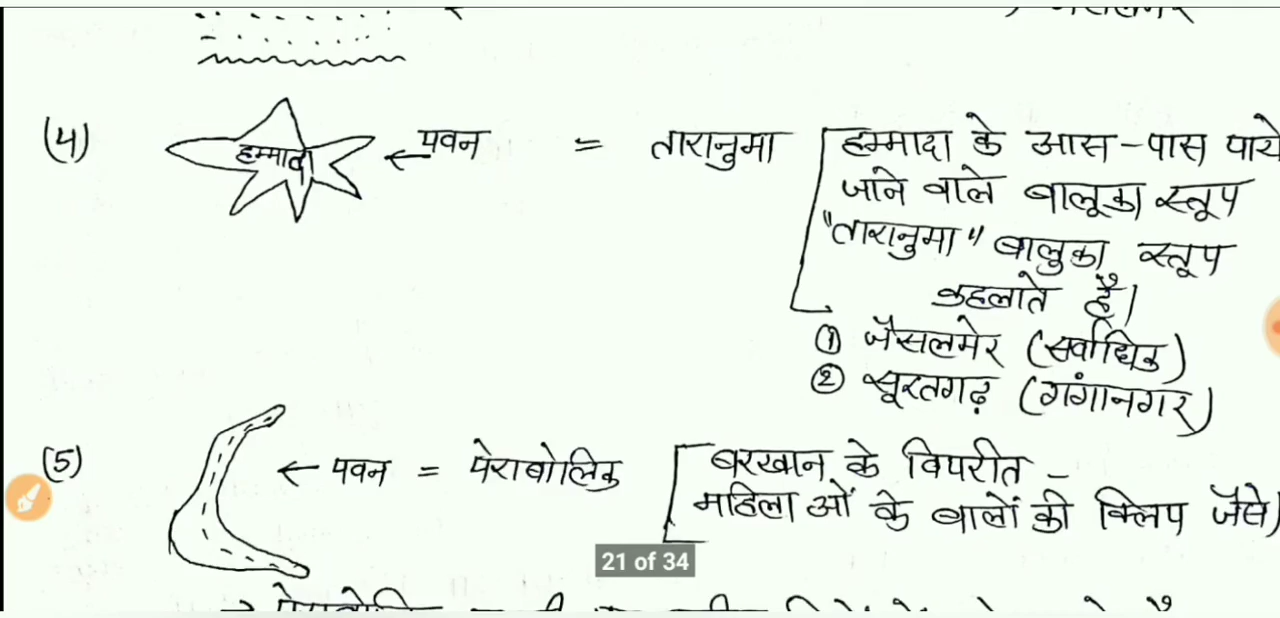 (4) हम्मादा ← पवन = तारानुमा [हम्मादा के आस-पास पाये
जाने वाले बालूका स्तूप
"तारानुमा" बालुका स्तूप
कहलाते है।
① जैसलमेर (सर्वाधिक)
② सूरतगढ़ (गंगानगर)
(5) ← पवन = पेराबोलिक [बरखान के विपरीत –
महिलाओं के बालों की क्लिप जैसे)
21 of 34